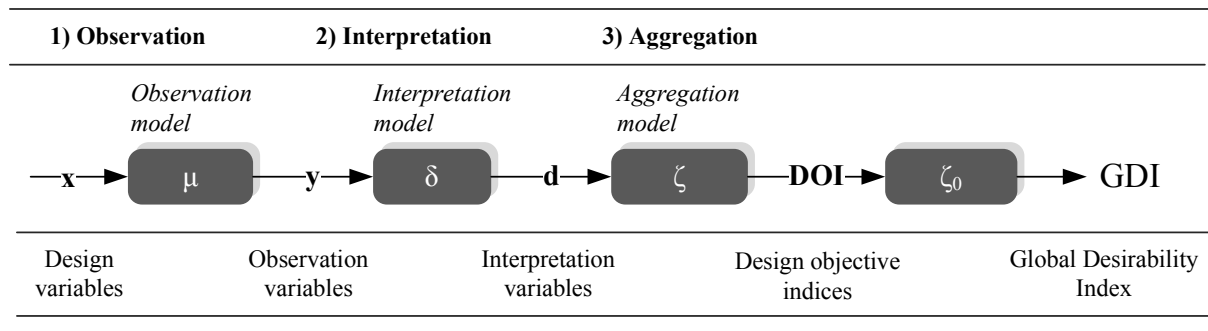 1) Observation 2) Interpretation 3) Aggregation
Observation Interpretation Aggregation
model model model
x μ y δ d ζ DOI ζ0 GDI
Design Observation Interpretation Design objective Global Desirability
variables variables variables indices Index